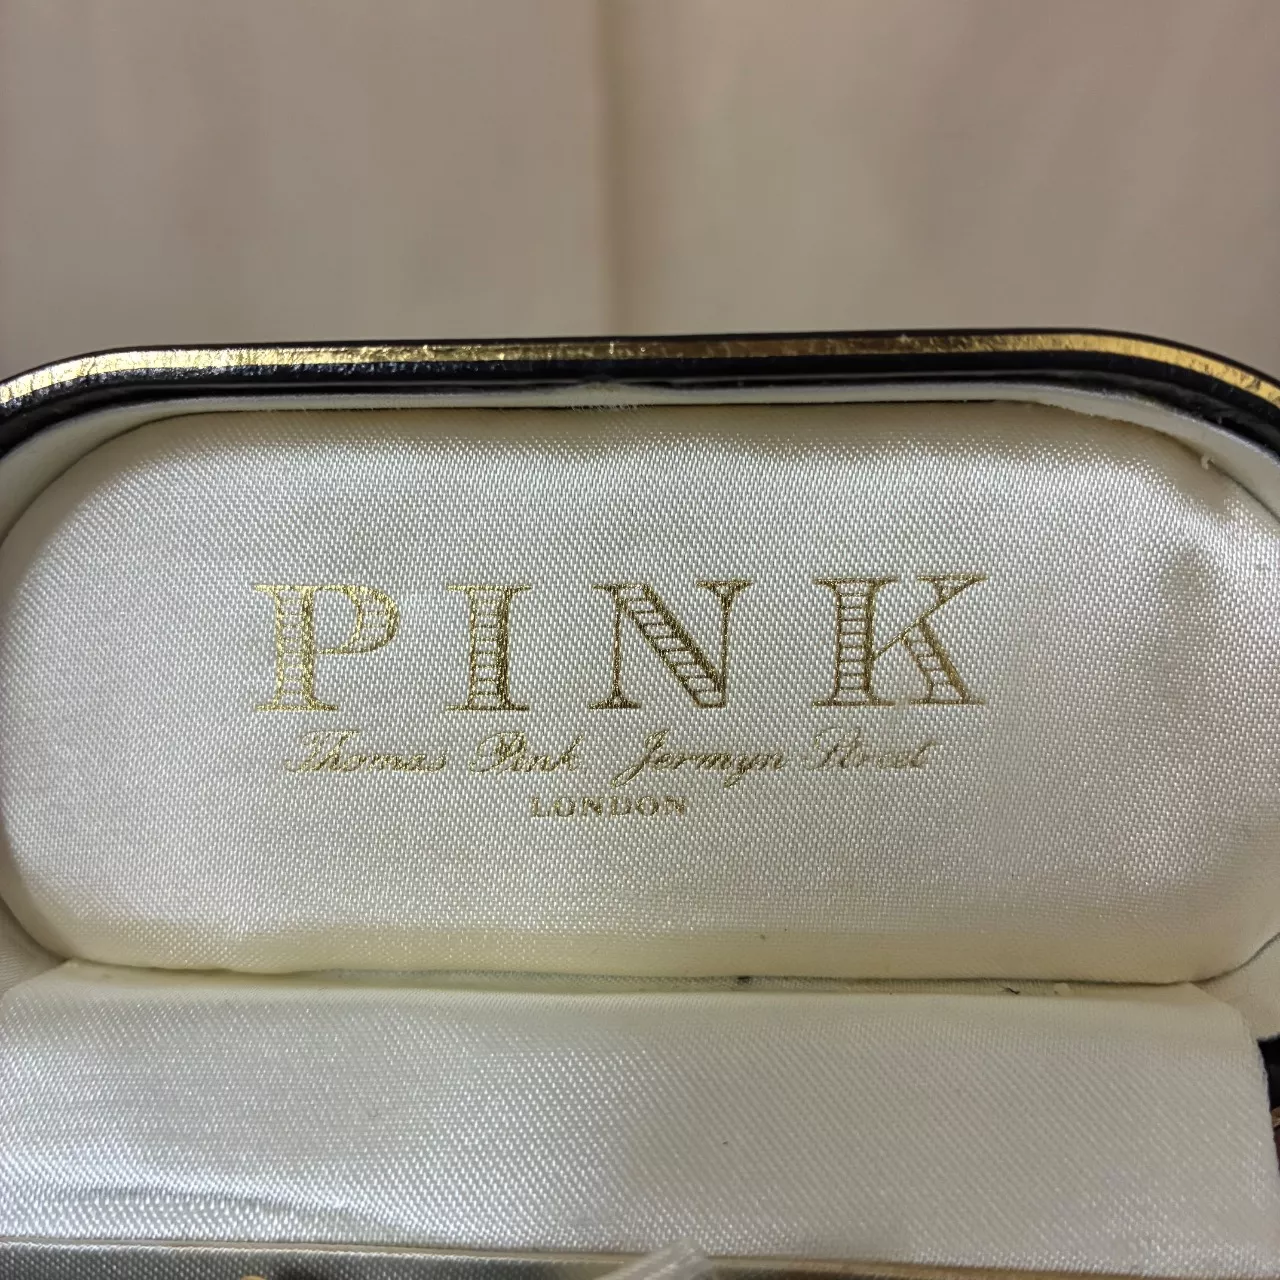 PINK
Thomas Pink Jermyn Street
LONDON